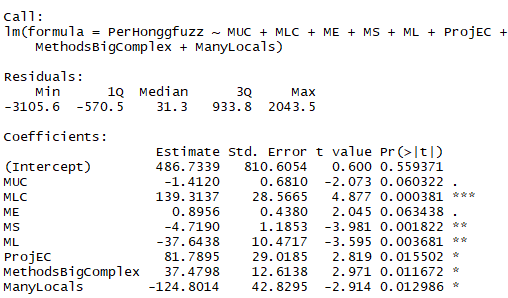 Call:
lm(formula = PerHonggfuzz ~ MUC + MLC + ME + MS + ML + ProjEC +
    MethodsBigComplex + ManyLocals)

Residuals:
    Min      1Q  Median      3Q     Max
-3105.6  -570.5    31.3   933.8  2043.5

Coefficients:
                   Estimate Std. Error t value Pr(>|t|)
(Intercept)        486.7339   810.6054   0.600 0.559371
MUC                 -1.4120     0.6810  -2.073 0.060322 .
MLC                139.3137    28.5665   4.877 0.000381 ***
ME                   0.8956     0.4380   2.045 0.063438 .
MS                  -4.7190     1.1853  -3.981 0.001822 **
ML                 -37.6438    10.4717  -3.595 0.003681 **
ProjEC              81.7895    29.0185   2.819 0.015502 *
MethodsBigComplex   37.4798    12.6138   2.971 0.011672 *
ManyLocals        -124.8014    42.8295  -2.914 0.012986 *